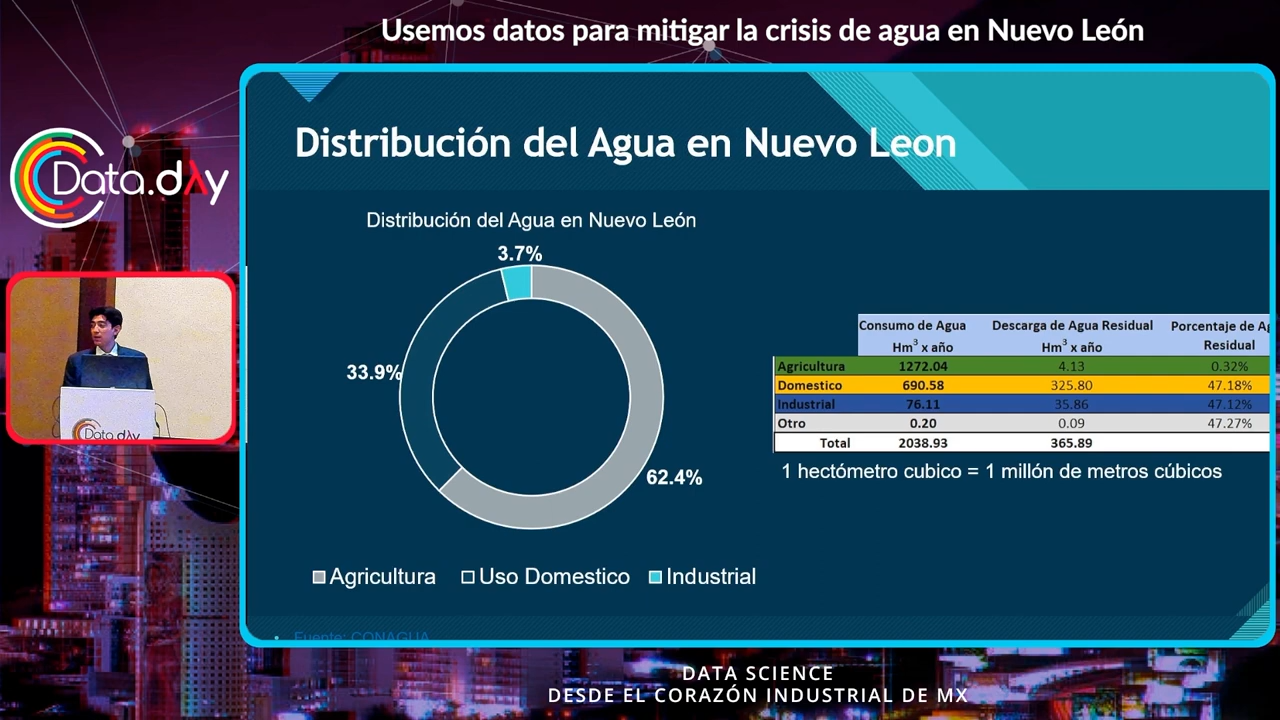 Usemos datos para mitigar la crisis de agua en Nuevo León
Data.dAy
Distribución del Agua en Nuevo Leon
Distribución del Agua en Nuevo León
3.7%
33.9%
62.4%
Agricultura Uso Domestico Industrial
Consumo de Agua Descarga de Agua Residual Porcentaje de Ag
Hm³ x año Hm³ x año Residual
Agricultura 1272.04 4.13 0.32%
Domestico 690.58 325.80 47.18%
Industrial 76.11 35.86 47.12%
Otro 0.20 0.09 47.27%
Total 2038.93 365.89
1 hectómetro cubico = 1 millón de metros cúbicos
Fuente: CONAGUA
Data.dAy
DATA SCIENCE
DESDE EL CORAZÓN INDUSTRIAL DE MX